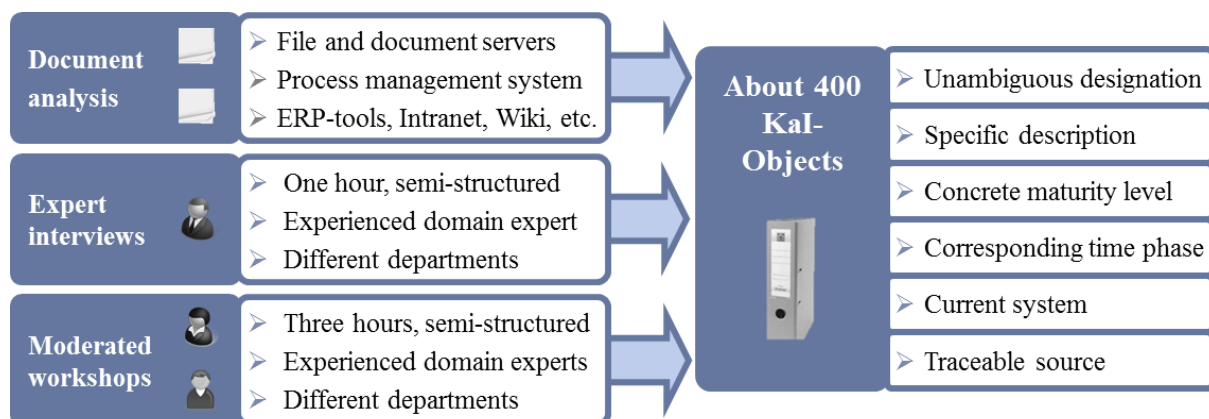 Document
analysis
File and document servers
Process management system
ERP-tools, Intranet, Wiki, etc.
Expert
interviews
One hour, semi-structured
Experienced domain expert
Different departments
Moderated
workshops
Three hours, semi-structured
Experienced domain experts
Different departments
About 400
KaI-
Objects
Unambiguous designation
Specific description
Concrete maturity level
Corresponding time phase
Current system
Traceable source